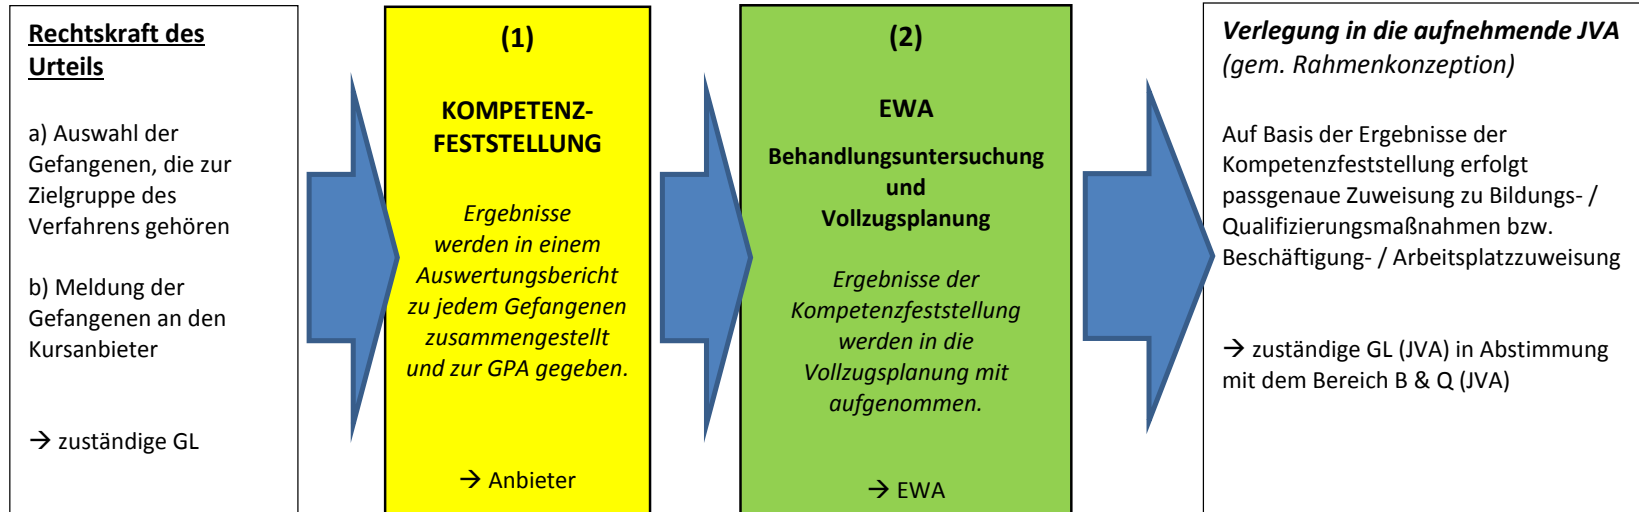 Rechtskraft des
Urteils
a) Auswahl der
Gefangenen, die zur
Zielgruppe des
Verfahrens gehören
b) Meldung der
Gefangenen an den
Kursanbieter
→ zuständige GL
(1)
KOMPETENZ-
FESTSTELLUNG
Ergebnisse
werden in einem
Auswertungsbericht
zu jedem Gefangenen
zusammengestellt
und zur GPA gegeben.
→ Anbieter
(2)
EWA
Behandlungsuntersuchung
und
Vollzugsplanung
Ergebnisse der
Kompetenzfeststellung
werden in die
Vollzugsplanung mit
aufgenommen.
→ EWA
Verlegung in die aufnehmende JVA
(gem. Rahmenkonzeption)
Auf Basis der Ergebnisse der
Kompetenzfeststellung erfolgt
passgenaue Zuweisung zu Bildungs- /
Qualifizierungsmaßnahmen bzw.
Beschäftigung- / Arbeitsplatzzuweisung
→ zuständige GL (JVA) in Abstimmung
mit dem Bereich B & Q (JVA)